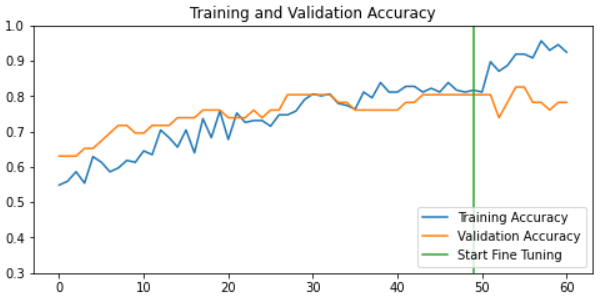 Training and Validation Accuracy
1.0
0.9
0.8
0.7
0.6
0.5
0.4
0.3
Training Accuracy
Validation Accuracy
Start Fine Tuning
0 10 20 30 40 50 60